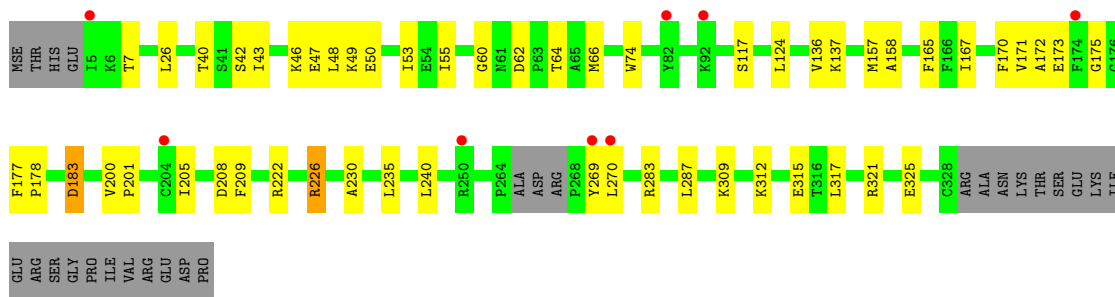 MSE THR HIS GLU I5 K6 T7 L26 T40 S41 S42 I43 K46 E47 L48 K49 E50 I53 E54 I55 G60 N61 D62 P63 T64 A65 M66 W74 Y82 K92 S117 L124 V136 K137 M157 A158 F165 F166 I167 F170 V171 A172 E173 F174 G175 G176
F177 P178 D183 V200 P201 C204 I205 D208 F209 R222 R226 A230 L235 L240 R250 P264 ALA ASP ARG P268 Y269 L270 R283 L287 K309 K312 E315 T316 L317 R321 E325 C328 ARG ALA ASN LYS THR SER GLU LYS ILE
GLU ARG SER GLY PRO ILE VAL ARG GLU ASP PRO